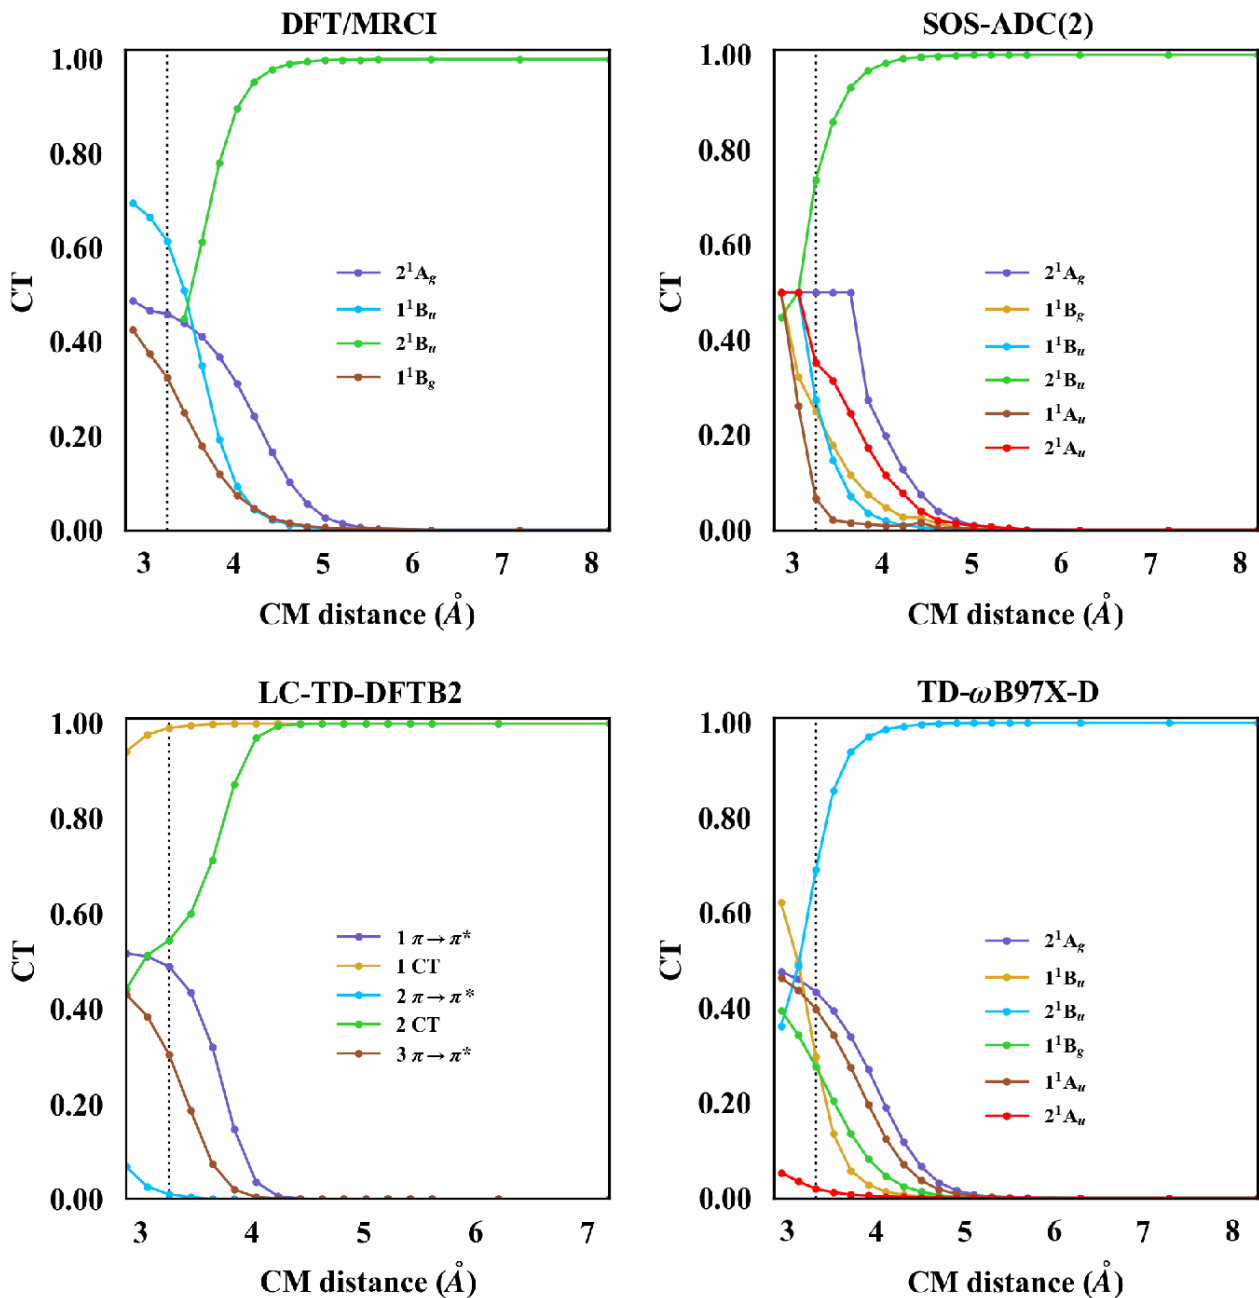 DFT/MRCI
1.00
0.80
0.60
0.40
0.20
0.00
CT
2¹A_g
1¹B_u
2¹B_u
1¹B_g
3 4 5 6 7 8
CM distance (Å)
SOS-ADC(2)
1.00
0.80
0.60
0.40
0.20
0.00
CT
2¹A_g
1¹B_g
1¹B_u
2¹B_u
1¹A_u
2¹A_u
3 4 5 6 7 8
CM distance (Å)
LC-TD-DFTB2
1.00
0.80
0.60
0.40
0.20
0.00
CT
1 π→π*
1 CT
2 π→π*
2 CT
3 π→π*
3 4 5 6 7
CM distance (Å)
TD-ωB97X-D
1.00
0.80
0.60
0.40
0.20
0.00
CT
2¹A_g
1¹B_u
2¹B_u
1¹B_g
1¹A_u
2¹A_u
3 4 5 6 7 8
CM distance (Å)